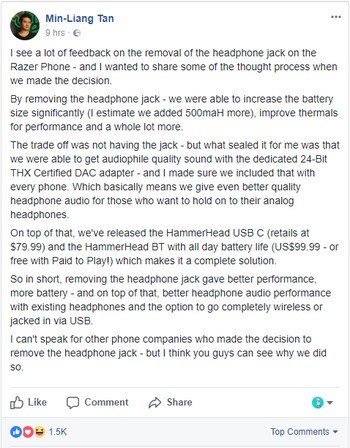 Min-Liang Tan
9 hrs ·
I see a lot of feedback on the removal of the headphone jack on the
Razer Phone - and I wanted to share some of the thought process when
we made the decision.
By removing the headphone jack - we were able to increase the battery
size significantly (I estimate we added 500maH more), improve thermals
for performance and a whole lot more.
The trade off was not having the jack - but what sealed it for me was that
we were able to get audiophile quality sound with the dedicated 24-Bit
THX Certified DAC adapter - and I made sure we included that with
every phone. Which basically means we give even better quality
headphone audio for those who want to hold on to their analog
headphones.
On top of that, we've released the HammerHead USB C (retails at
$79.99) and the HammerHead BT with all day battery life (US$99.99 - or
free with Paid to Play!) which makes it a complete solution.
So in short, removing the headphone jack gave better performance,
more battery - and on top of that, better headphone audio performance
with existing headphones and the option to go completely wireless or
jacked in via USB.
I can't speak for other phone companies who made the decision to
remove the headphone jack - but I think you guys can see why we did
so.
Like Comment Share
1.5K Top Comments